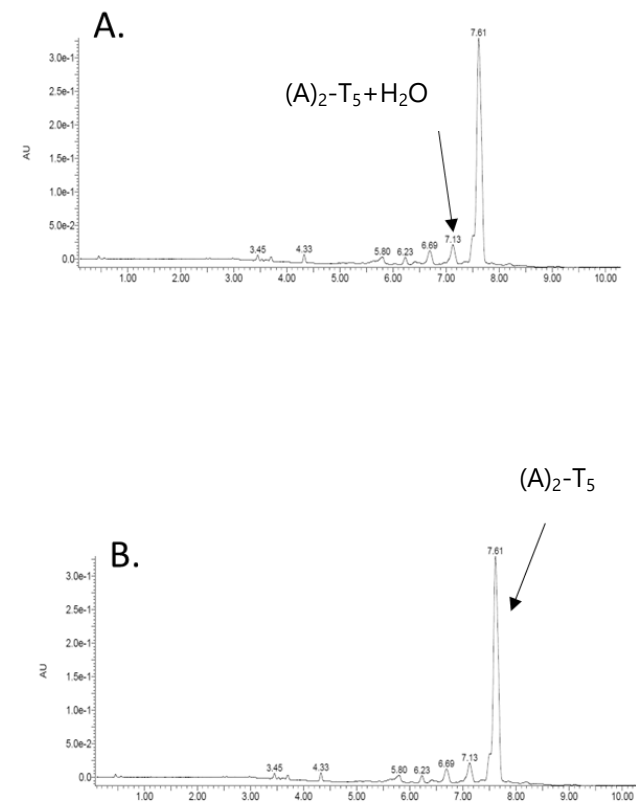 A.
7.61
3.0e-1
(A)₂-T₅+H₂O
2.5e-1
2.0e-1
AU
1.5e-1
1.0e-1
5.0e-2
3.45 4.33 5.80 6.23 6.69 7.13
0.0
1.00 2.00 3.00 4.00 5.00 6.00 7.00 8.00 9.00 10.00
(A)₂-T₅
B.
7.61
3.0e-1
2.5e-1
2.0e-1
AU
1.5e-1
1.0e-1
5.0e-2
3.45 4.33 5.80 6.23 6.69 7.13
0.0
1.00 2.00 3.00 4.00 5.00 6.00 7.00 8.00 9.00 10.00